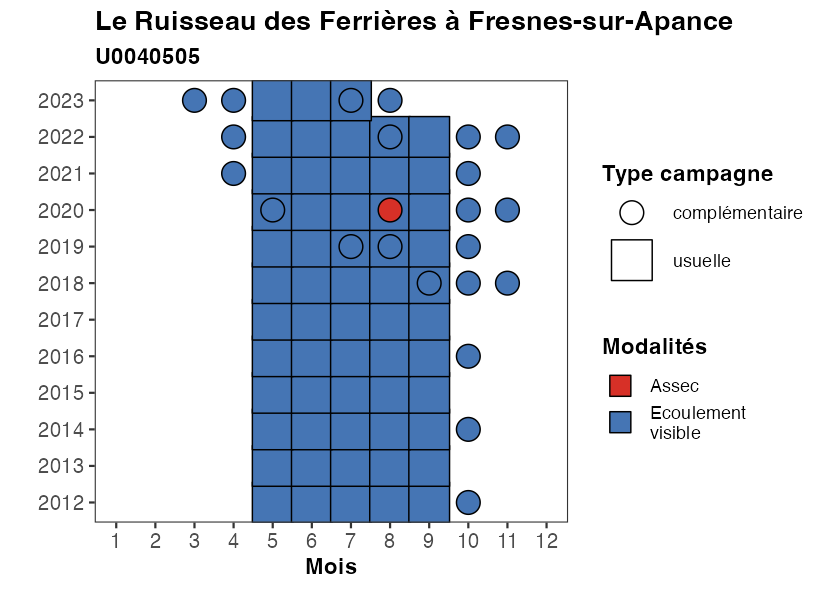 Le Ruisseau des Ferrières à Fresnes-sur-Apance
U0040505
2023
2022
2021
2020
2019
2018
2017
2016
2015
2014
2013
2012
1 2 3 4 5 6 7 8 9 10 11 12
Mois
Type campagne
complémentaire
usuelle
Modalités
Assec
Ecoulement
visible